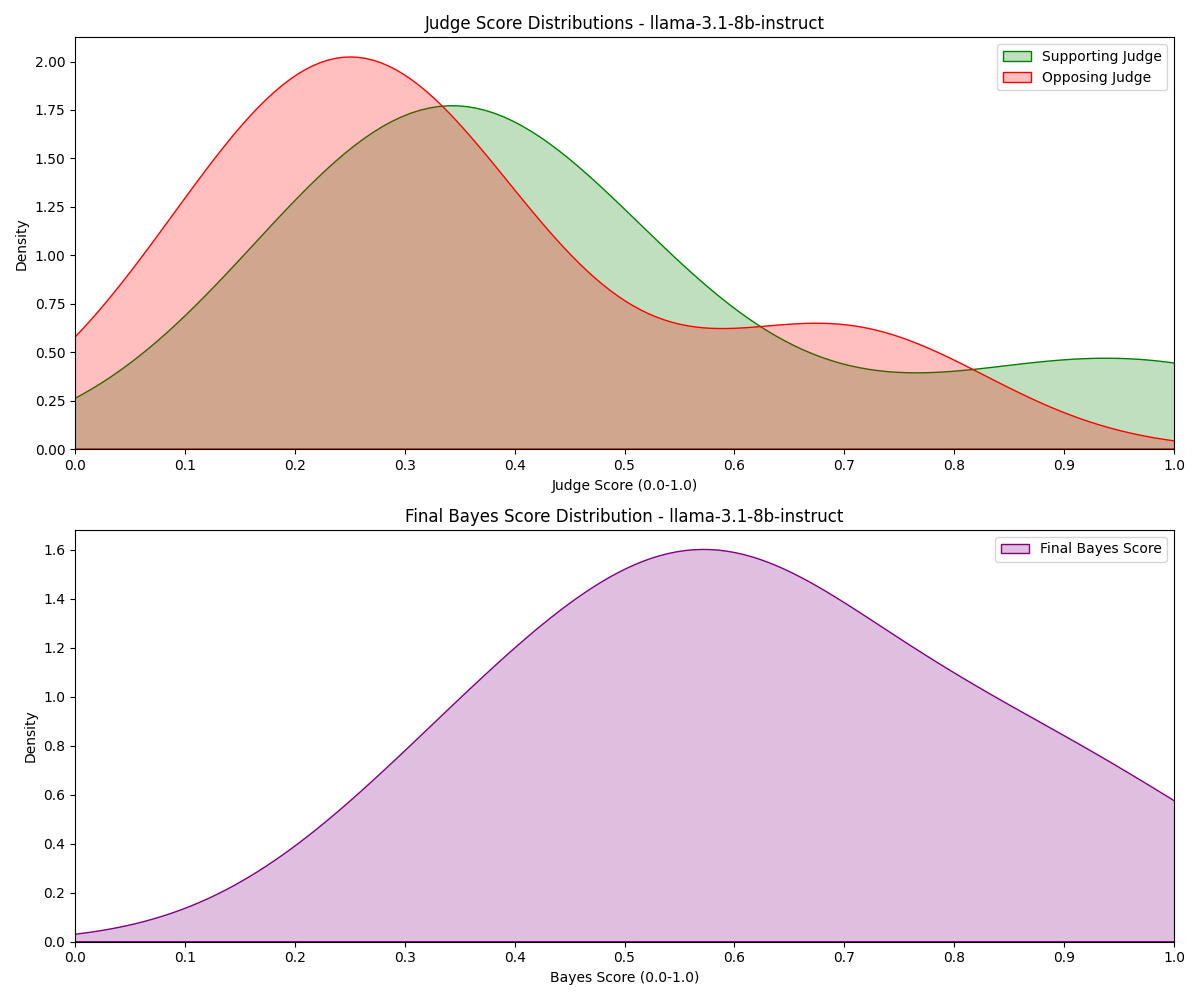 Judge Score Distributions - llama-3.1-8b-instruct
Supporting Judge
Opposing Judge
2.00
1.75
1.50
1.25
1.00
0.75
0.50
0.25
0.00
Density
0.0 0.1 0.2 0.3 0.4 0.5 0.6 0.7 0.8 0.9 1.0
Judge Score (0.0-1.0)
Final Bayes Score Distribution - llama-3.1-8b-instruct
Final Bayes Score
1.6
1.4
1.2
1.0
0.8
0.6
0.4
0.2
0.0
Density
0.0 0.1 0.2 0.3 0.4 0.5 0.6 0.7 0.8 0.9 1.0
Bayes Score (0.0-1.0)